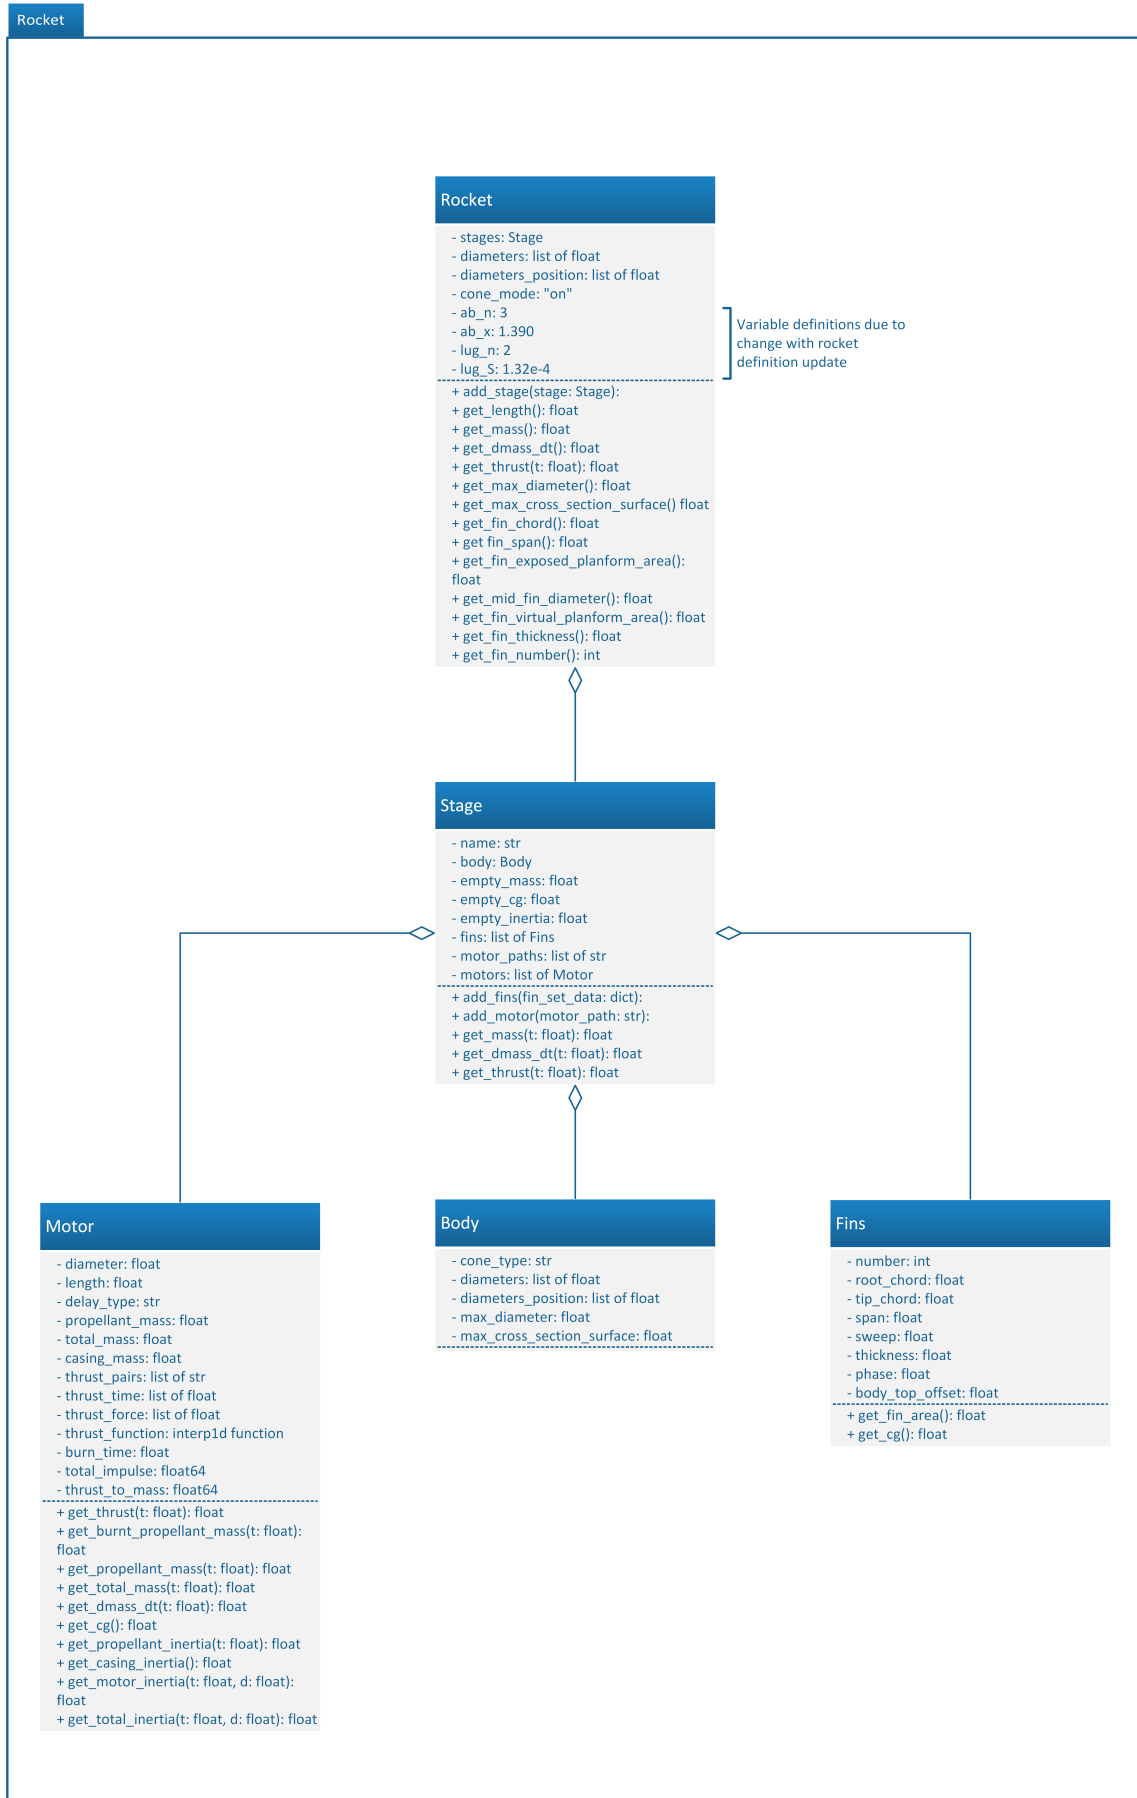 Rocket
Rocket
- stages: Stage
- diameters: list of float
- diameters_position: list of float
- cone_mode: "on"
- ab_n: 3
- ab_x: 1.390
- lug_n: 2
- lug_S: 1.32e-4
Variable definitions due to
change with rocket
definition update
+ add_stage(stage: Stage):
+ get_length(): float
+ get_mass(): float
+ get_dmass_dt(): float
+ get_thrust(t: float): float
+ get_max_diameter(): float
+ get_max_cross_section_surface() float
+ get_fin_chord(): float
+ get fin_span(): float
+ get_fin_exposed_planform_area():
float
+ get_mid_fin_diameter(): float
+ get_fin_virtual_planform_area(): float
+ get_fin_thickness(): float
+ get_fin_number(): int
Stage
- name: str
- body: Body
- empty_mass: float
- empty_cg: float
- empty_inertia: float
- fins: list of Fins
- motor_paths: list of str
- motors: list of Motor
+ add_fins(fin_set_data: dict):
+ add_motor(motor_path: str):
+ get_mass(t: float): float
+ get_dmass_dt(t: float): float
+ get_thrust(t: float): float
Motor
- diameter: float
- length: float
- delay_type: str
- propellant_mass: float
- total_mass: float
- casing_mass: float
- thrust_pairs: list of str
- thrust_time: list of float
- thrust_force: list of float
- thrust_function: interp1d function
- burn_time: float
- total_impulse: float64
- thrust_to_mass: float64
+ get_thrust(t: float): float
+ get_burnt_propellant_mass(t: float):
float
+ get_propellant_mass(t: float): float
+ get_total_mass(t: float): float
+ get_dmass_dt(t: float): float
+ get_cg(): float
+ get_propellant_inertia(t: float): float
+ get_casing_inertia(): float
+ get_motor_inertia(t: float, d: float):
float
+ get_total_inertia(t: float, d: float): float
Body
- cone_type: str
- diameters: list of float
- diameters_position: list of float
- max_diameter: float
- max_cross_section_surface: float
Fins
- number: int
- root_chord: float
- tip_chord: float
- span: float
- sweep: float
- thickness: float
- phase: float
- body_top_offset: float
+ get_fin_area(): float
+ get_cg(): float